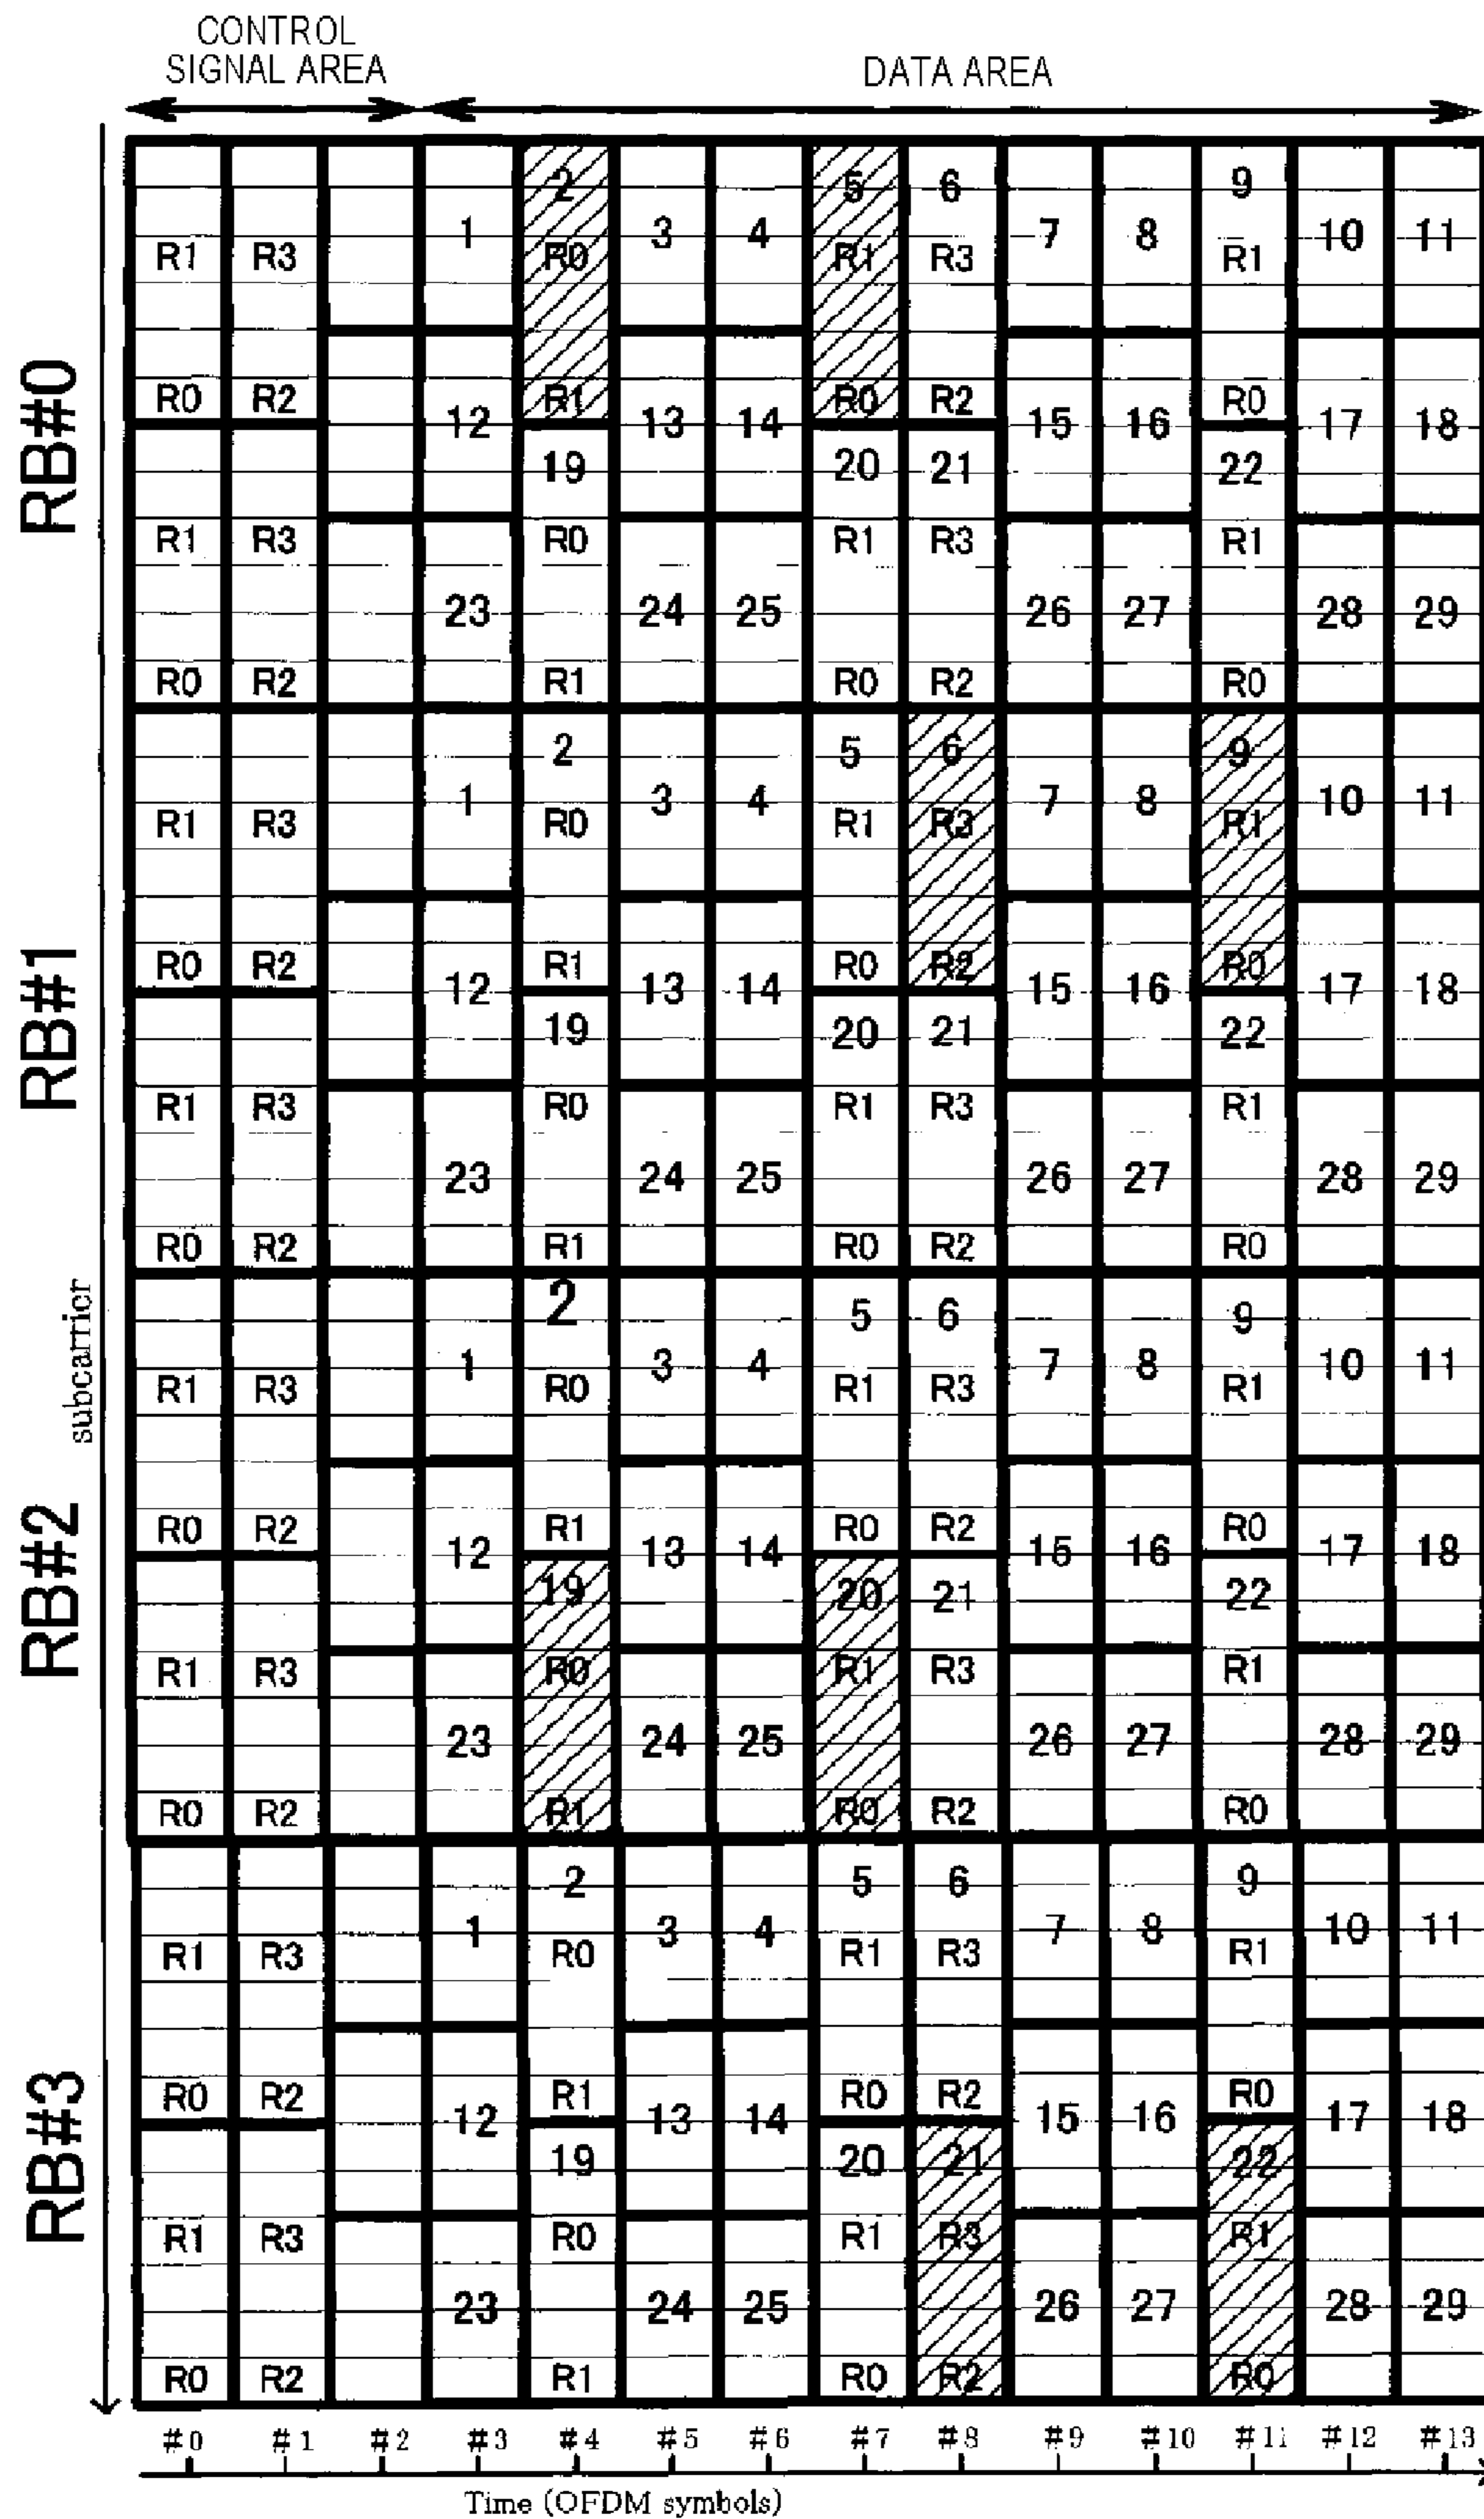 CONTROL
SIGNAL AREA
DATA AREA
RB#0
2 5 6 9
1 3 4 7 8 10 11
R1 R3 R0 R1 R3 R1
R0 R2 R1 R0 R2 R0
12 13 14 15 16 17 18
19 20 21 22
R1 R3 R0 R1 R3 R1
23 24 25 26 27 28 29
R0 R2 R1 R0 R2 R0
RB#1
2 5 6 9
1 3 4 7 8 10 11
R1 R3 R0 R1 R3 R1
R0 R2 R1 R0 R2 R0
12 13 14 15 16 17 18
19 20 21 22
R1 R3 R0 R1 R3 R1
23 24 25 26 27 28 29
R0 R2 R1 R0 R2 R0
subcarrier
RB#2
2 5 6 9
1 3 4 7 8 10 11
R1 R3 R0 R1 R3 R1
R0 R2 R1 R0 R2 R0
12 13 14 15 16 17 18
19 20 21 22
R1 R3 R0 R1 R3 R1
23 24 25 26 27 28 29
R0 R2 R1 R0 R2 R0
RB#3
2 5 6 9
1 3 4 7 8 10 11
R1 R3 R0 R1 R3 R1
R0 R2 R1 R0 R2 R0
12 13 14 15 16 17 18
19 20 21 22
R1 R3 R0 R1 R3 R1
23 24 25 26 27 28 29
R0 R2 R1 R0 R2 R0
#0 #1 #2 #3 #4 #5 #6 #7 #8 #9 #10 #11 #12 #13
Time (OFDM symbols)